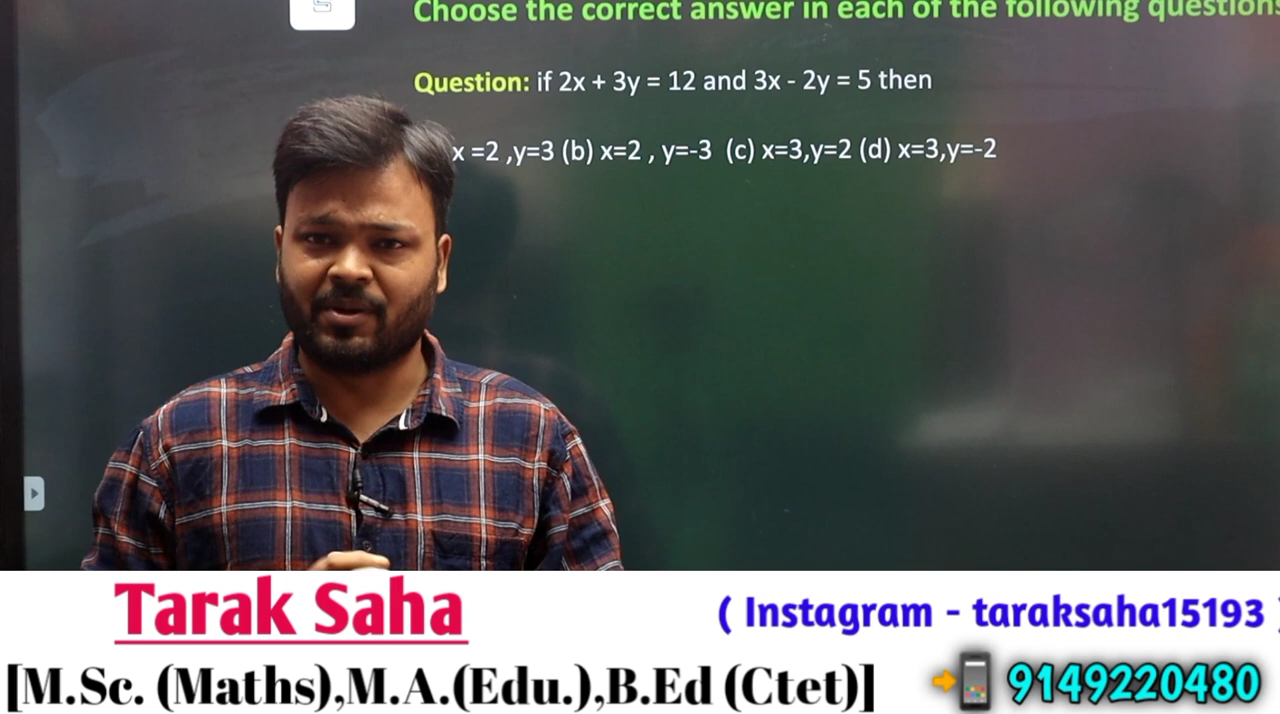 Choose the correct answer in each of the following questions
Question: if 2x + 3y = 12 and 3x - 2y = 5 then
x =2 ,y=3 (b) x=2 , y=-3 (c) x=3,y=2 (d) x=3,y=-2
Tarak Saha
( Instagram - taraksaha15193 )
[M.Sc. (Maths),M.A.(Edu.),B.Ed (Ctet)]
9149220480